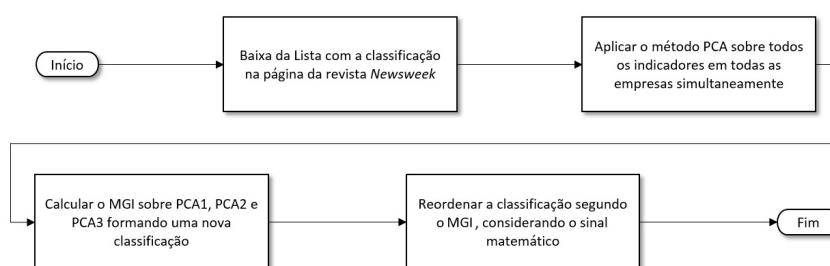 Início
Baixa da Lista com a classificação
na página da revista Newsweek
Aplicar o método PCA sobre todos
os indicadores em todas as
empresas simultaneamente
Calcular o MGI sobre PCA1, PCA2 e
PCA3 formando uma nova
classificação
Reordenar a classificação segundo
o MGI , considerando o sinal
matemático
Fim